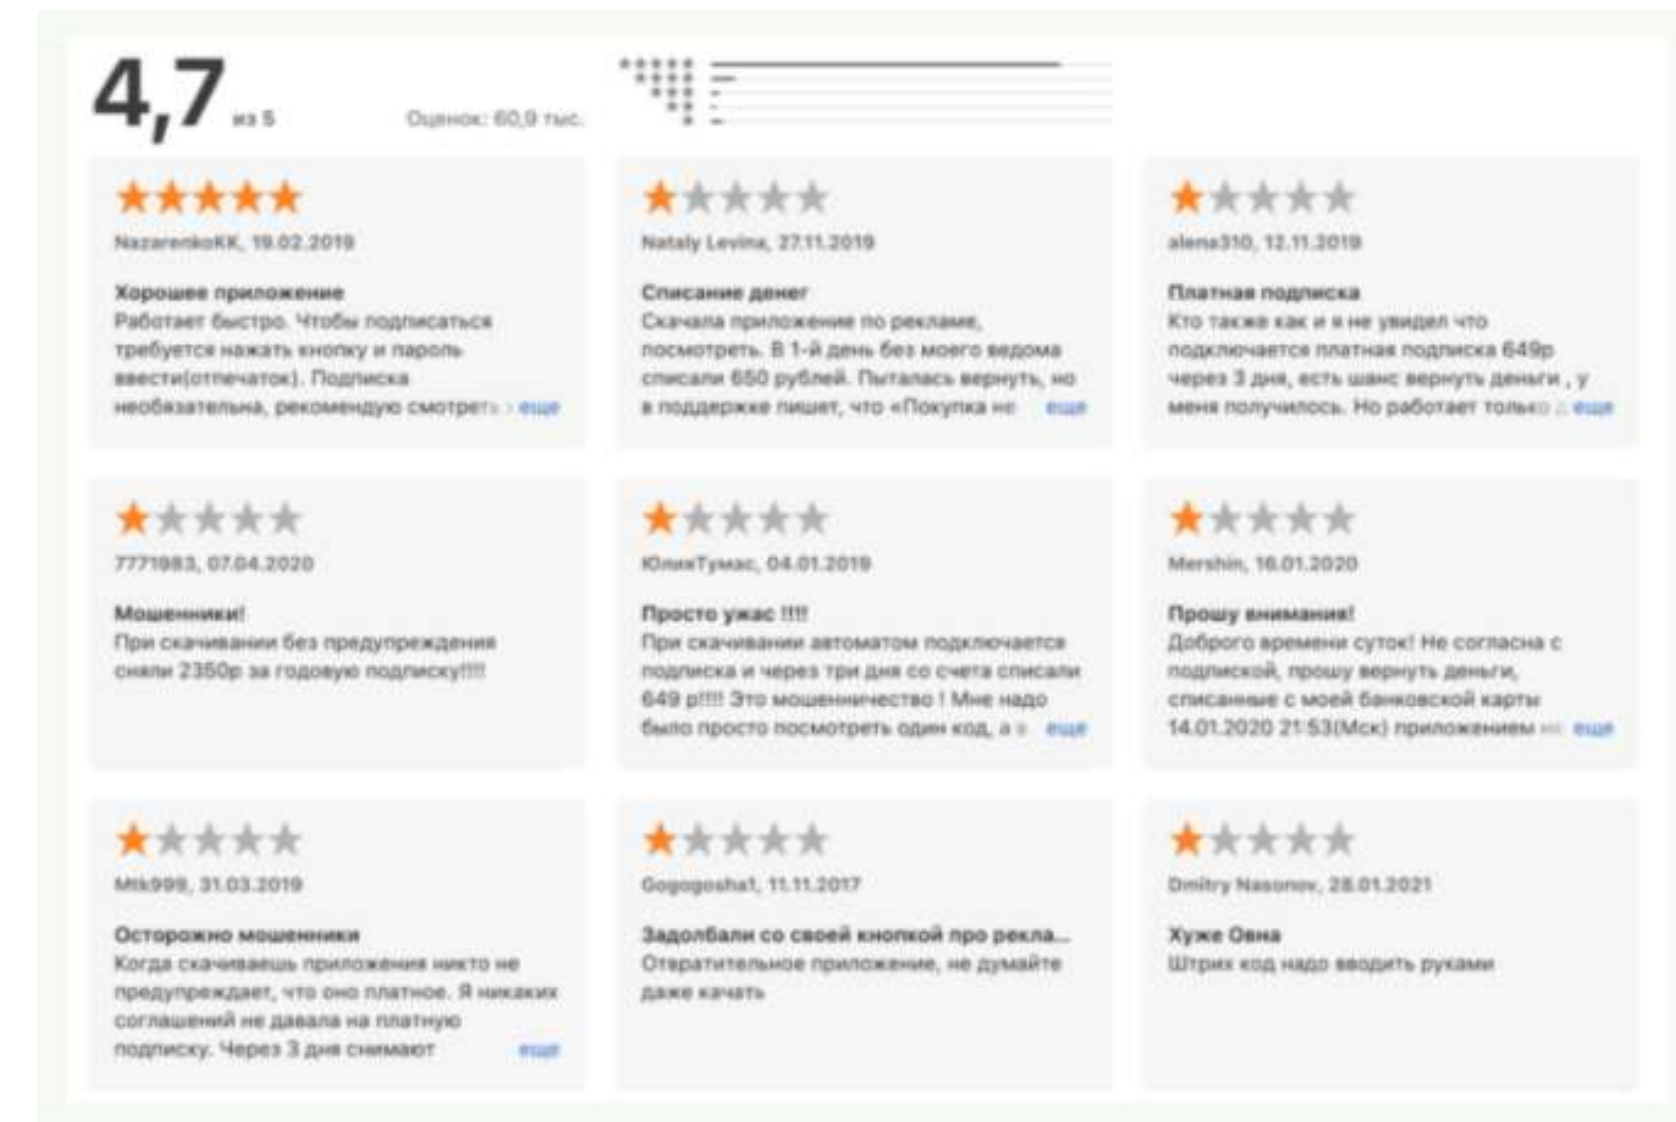 4,7 из 5
Оценок: 60,9 тыс.
NazarenkoKK, 19.02.2019
Хорошее приложение
Работает быстро. Чтобы подписаться
требуется нажать кнопку и пароль
ввести(отпечаток). Подписка
необязательна, рекомендую смотреть еще
Nataly Levina, 27.11.2019
Списание денег
Скачала приложение по рекламе,
посмотреть. В 1-й день без моего ведома
списали 650 рублей. Пыталась вернуть, но
в поддержке пишет, что «Покупка не еще
alena310, 12.11.2019
Платная подписка
Кто также как и я не увидел что
подключается платная подписка 649р
через 3 дня, есть шанс вернуть деньги , у
меня получилось. Но работает только еще
7771983, 07.04.2020
Мошенники!
При скачивании без предупреждения
сняли 2350р за годовую подписку!!!!
ЮлияТумас, 04.01.2019
Просто ужас !!!!
При скачивании автоматом подключается
подписка и через три дня со счета списали
649 р!!!! Это мошенничество ! Мне надо
было просто посмотреть один код, а еще
Mershin, 16.01.2020
Прошу внимания!
Доброго времени суток! Не согласна с
подпиской, прошу вернуть деньги,
списанные с моей банковской карты
14.01.2020 21:53(Мск) приложением еще
Mtk999, 31.03.2019
Осторожно мошенники
Когда скачиваешь приложения никто не
предупреждает, что оно платное. Я никаких
соглашений не давала на платную
подписку. Через 3 дня снимают еще
Gogogosha1, 11.11.2017
Задолбали со своей кнопкой про рекла...
Отвратительное приложение, не думайте
даже качать
Dmitry Nasonov, 28.01.2021
Хуже Овна
Штрих код надо вводить руками